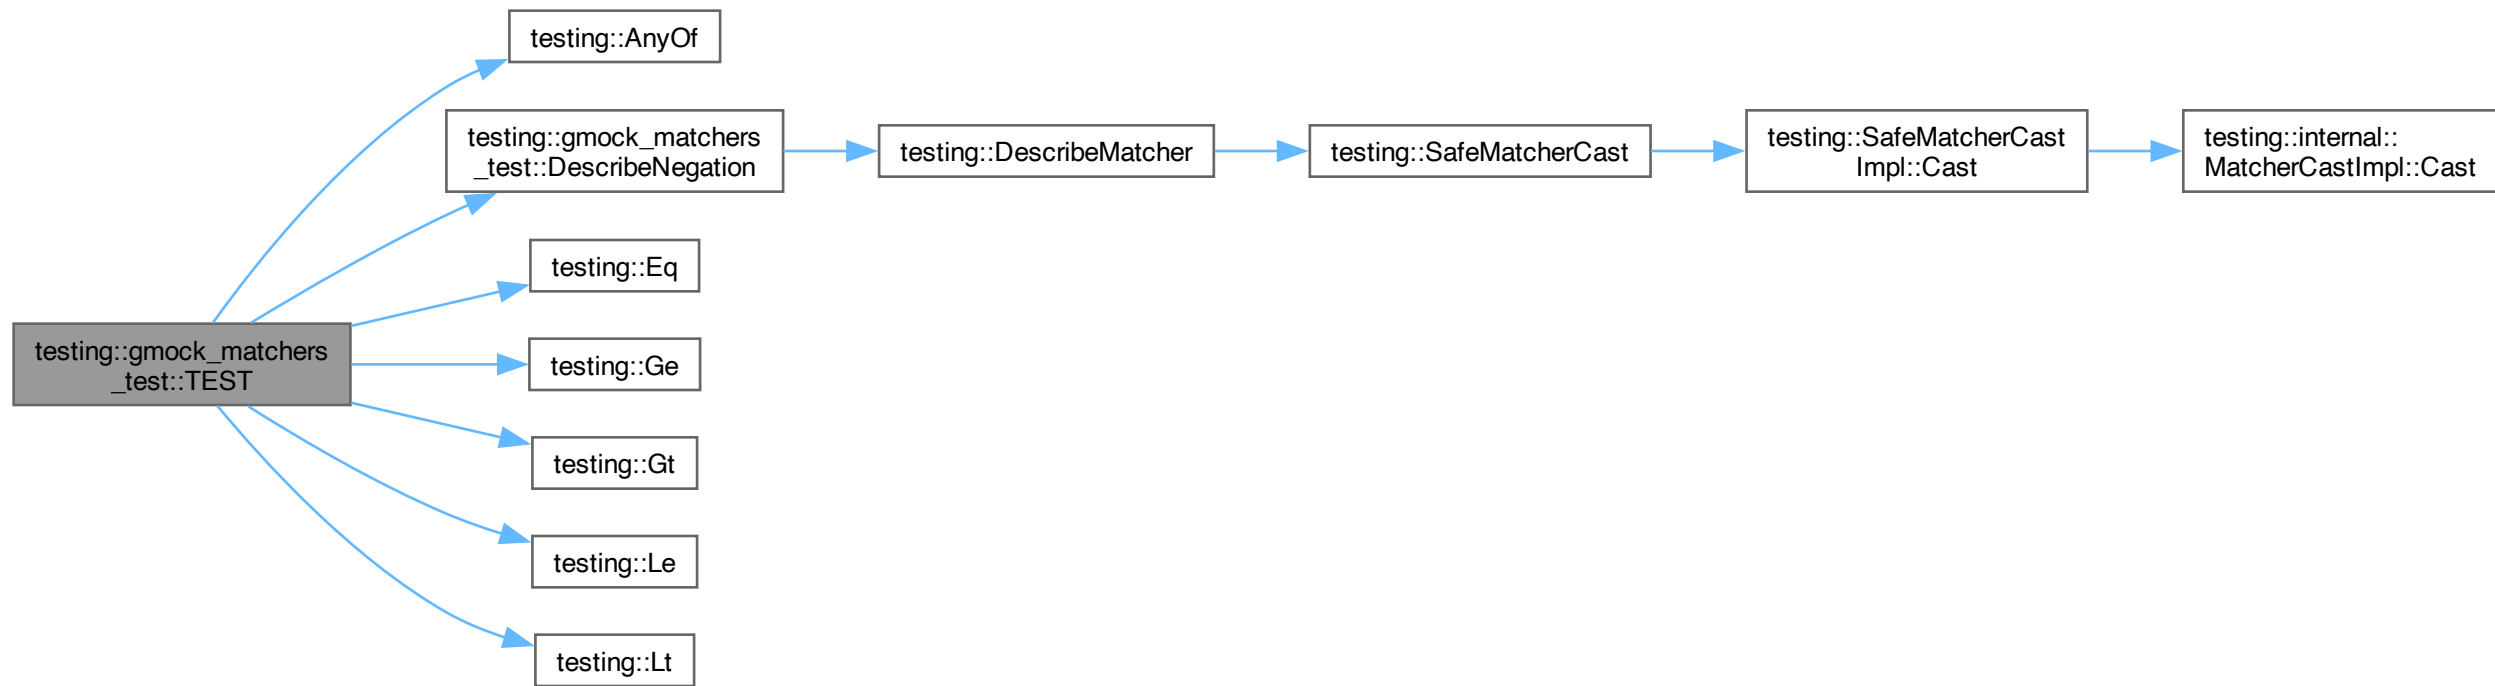 testing::AnyOf
testing::gmock_matchers
_test::DescribeNegation
testing::DescribeMatcher
testing::SafeMatcherCast
testing::SafeMatcherCast
Impl::Cast
testing::internal::
MatcherCastImpl::Cast
testing::Eq
testing::gmock_matchers
_test::TEST
testing::Ge
testing::Gt
testing::Le
testing::Lt